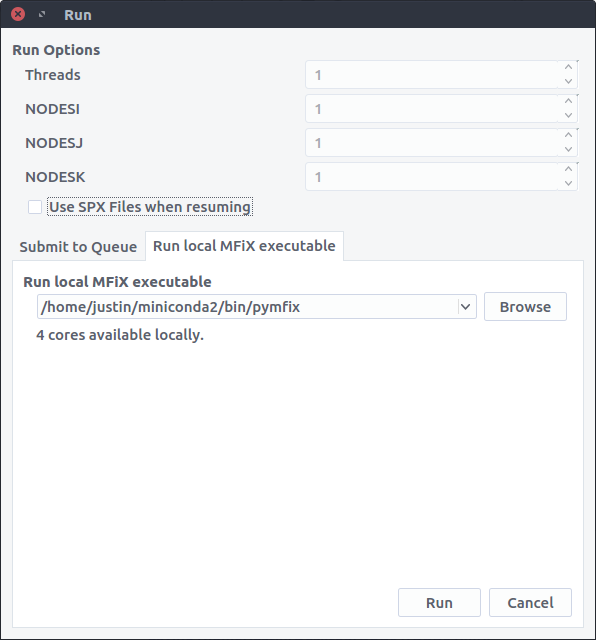 Run
Run Options
Threads 1
NODESI 1
NODESJ 1
NODESK 1
Use SPX Files when resuming
Submit to Queue Run local MFiX executable
Run local MFiX executable
/home/justin/miniconda2/bin/pymfix Browse
4 cores available locally.
Run Cancel